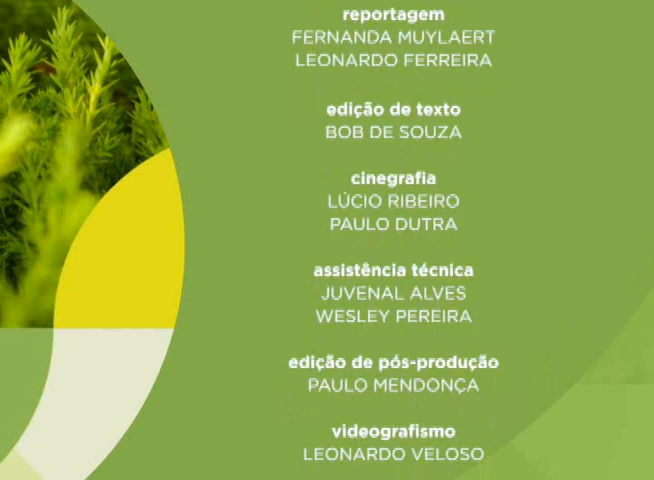 reportagem
FERNANDA MUYLAERT
LEONARDO FERREIRA
edição de texto
BOB DE SOUZA
cinegrafia
LÚCIO RIBEIRO
PAULO DUTRA
assistência técnica
JUVENAL ALVES
WESLEY PEREIRA
edição de pós-produção
PAULO MENDONÇA
videografismo
LEONARDO VELOSO